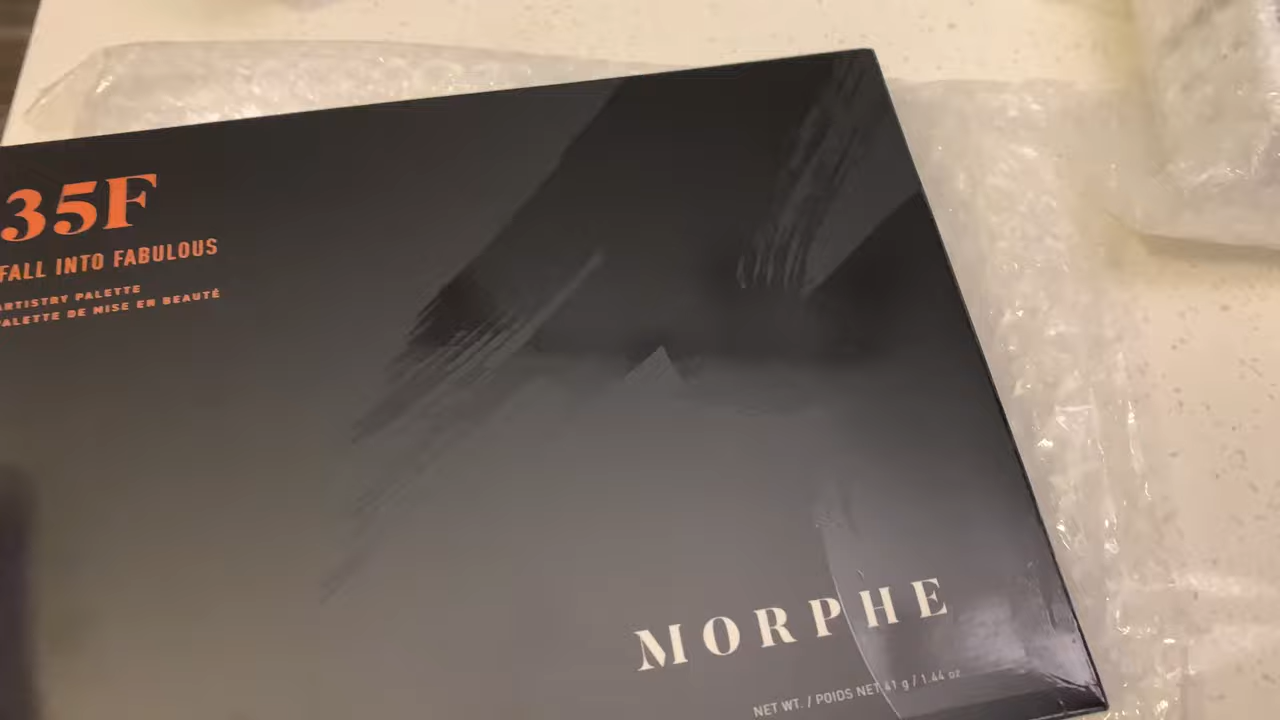 35F
FALL INTO FABULOUS
ARTISTRY PALETTE
PALETTE DE MISE EN BEAUTÉ
MORPHE
NET WT. / POIDS NET 41 g / 1.44 oz